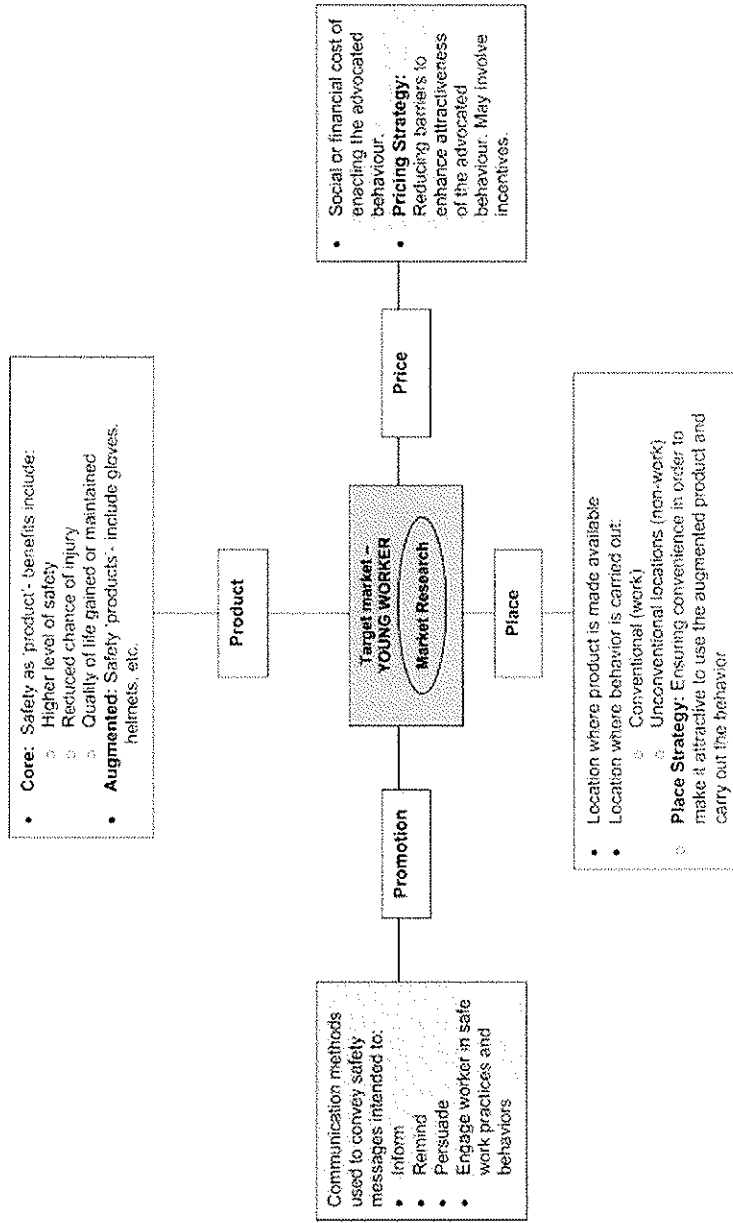 • Core: Safety as 'product'- benefits include:
○ Higher level of safety
○ Reduced chance of injury
○ Quality of life gained or maintained
• Augmented: Safety 'products'- include gloves,
helmets, etc.
Product
Communication methods
used to convey safety
messages intended to:
• Inform
• Remind
• Persuade
• Engage worker in safe
work practices and
behaviors
Promotion
Target market –
YOUNG WORKER
Market Research
Price
• Social or financial cost of
enacting the advocated
behaviour.
• Pricing Strategy:
Reducing barriers to
enhance attractiveness
of the advocated
behaviour. May involve
incentives.
Place
• Location where product is made available
• Location where behavior is carried out:
○ Conventional (work)
○ Unconventional locations (non-work)
○ Place Strategy: Ensuring convenience in order to
make it attractive to use the augmented product and
carry out the behavior